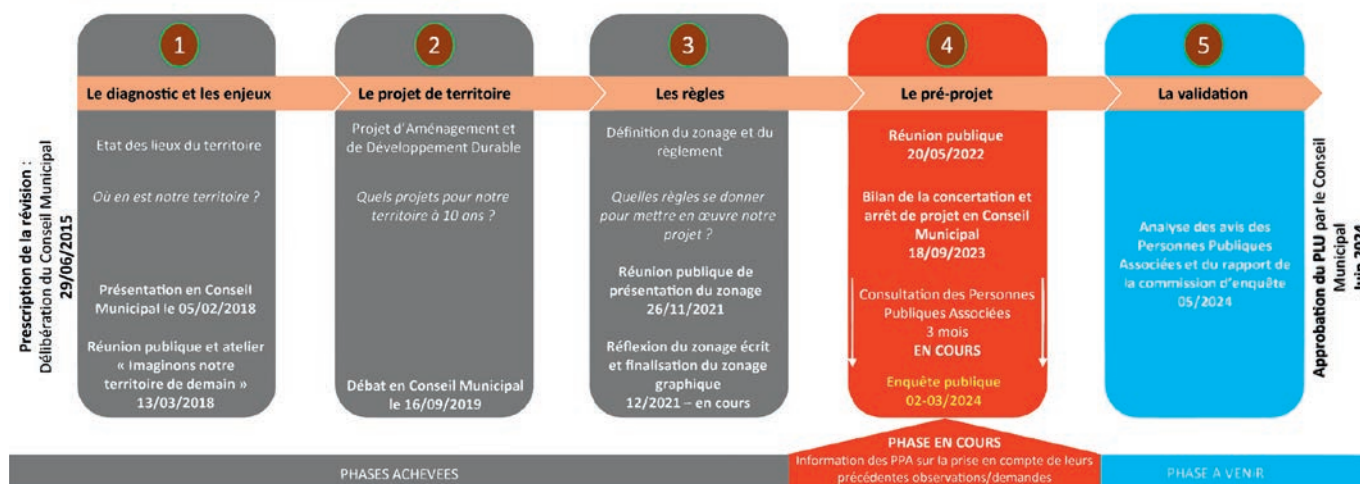 Prescription de la révision :
Délibération du Conseil Municipal
29/06/2015
1
Le diagnostic et les enjeux
Etat des lieux du territoire
Où en est notre territoire ?
Présentation en Conseil
Municipal le 05/02/2018
Réunion publique et atelier
« Imaginons notre
territoire de demain »
13/03/2018
2
Le projet de territoire
Projet d'Aménagement et
de Développement Durable
Quels projets pour notre
territoire à 10 ans ?
Débat en Conseil Municipal
le 16/09/2019
3
Les règles
Définition du zonage et du
règlement
Quelles règles se donner
pour mettre en œuvre notre
projet ?
Réunion publique de
présentation du zonage
26/11/2021
Réflexion du zonage écrit
et finalisation du zonage
graphique
12/2021 – en cours
4
Le pré-projet
Réunion publique
20/05/2022
Bilan de la concertation et
arrêt de projet en Conseil
Municipal
18/09/2023
Consultation des Personnes
Publiques Associées
3 mois
EN COURS
Enquête publique
02-03/2024
5
La validation
Analyse des avis des
Personnes Publiques
Associées et du rapport de
la commission d'enquête
05/2024
Approbation du PLU par le Conseil
Municipal
Juin 2024
PHASES ACHEVEES
PHASE EN COURS
Information des PPA sur la prise en compte de leurs
précédentes observations/demandes
PHASE A VENIR